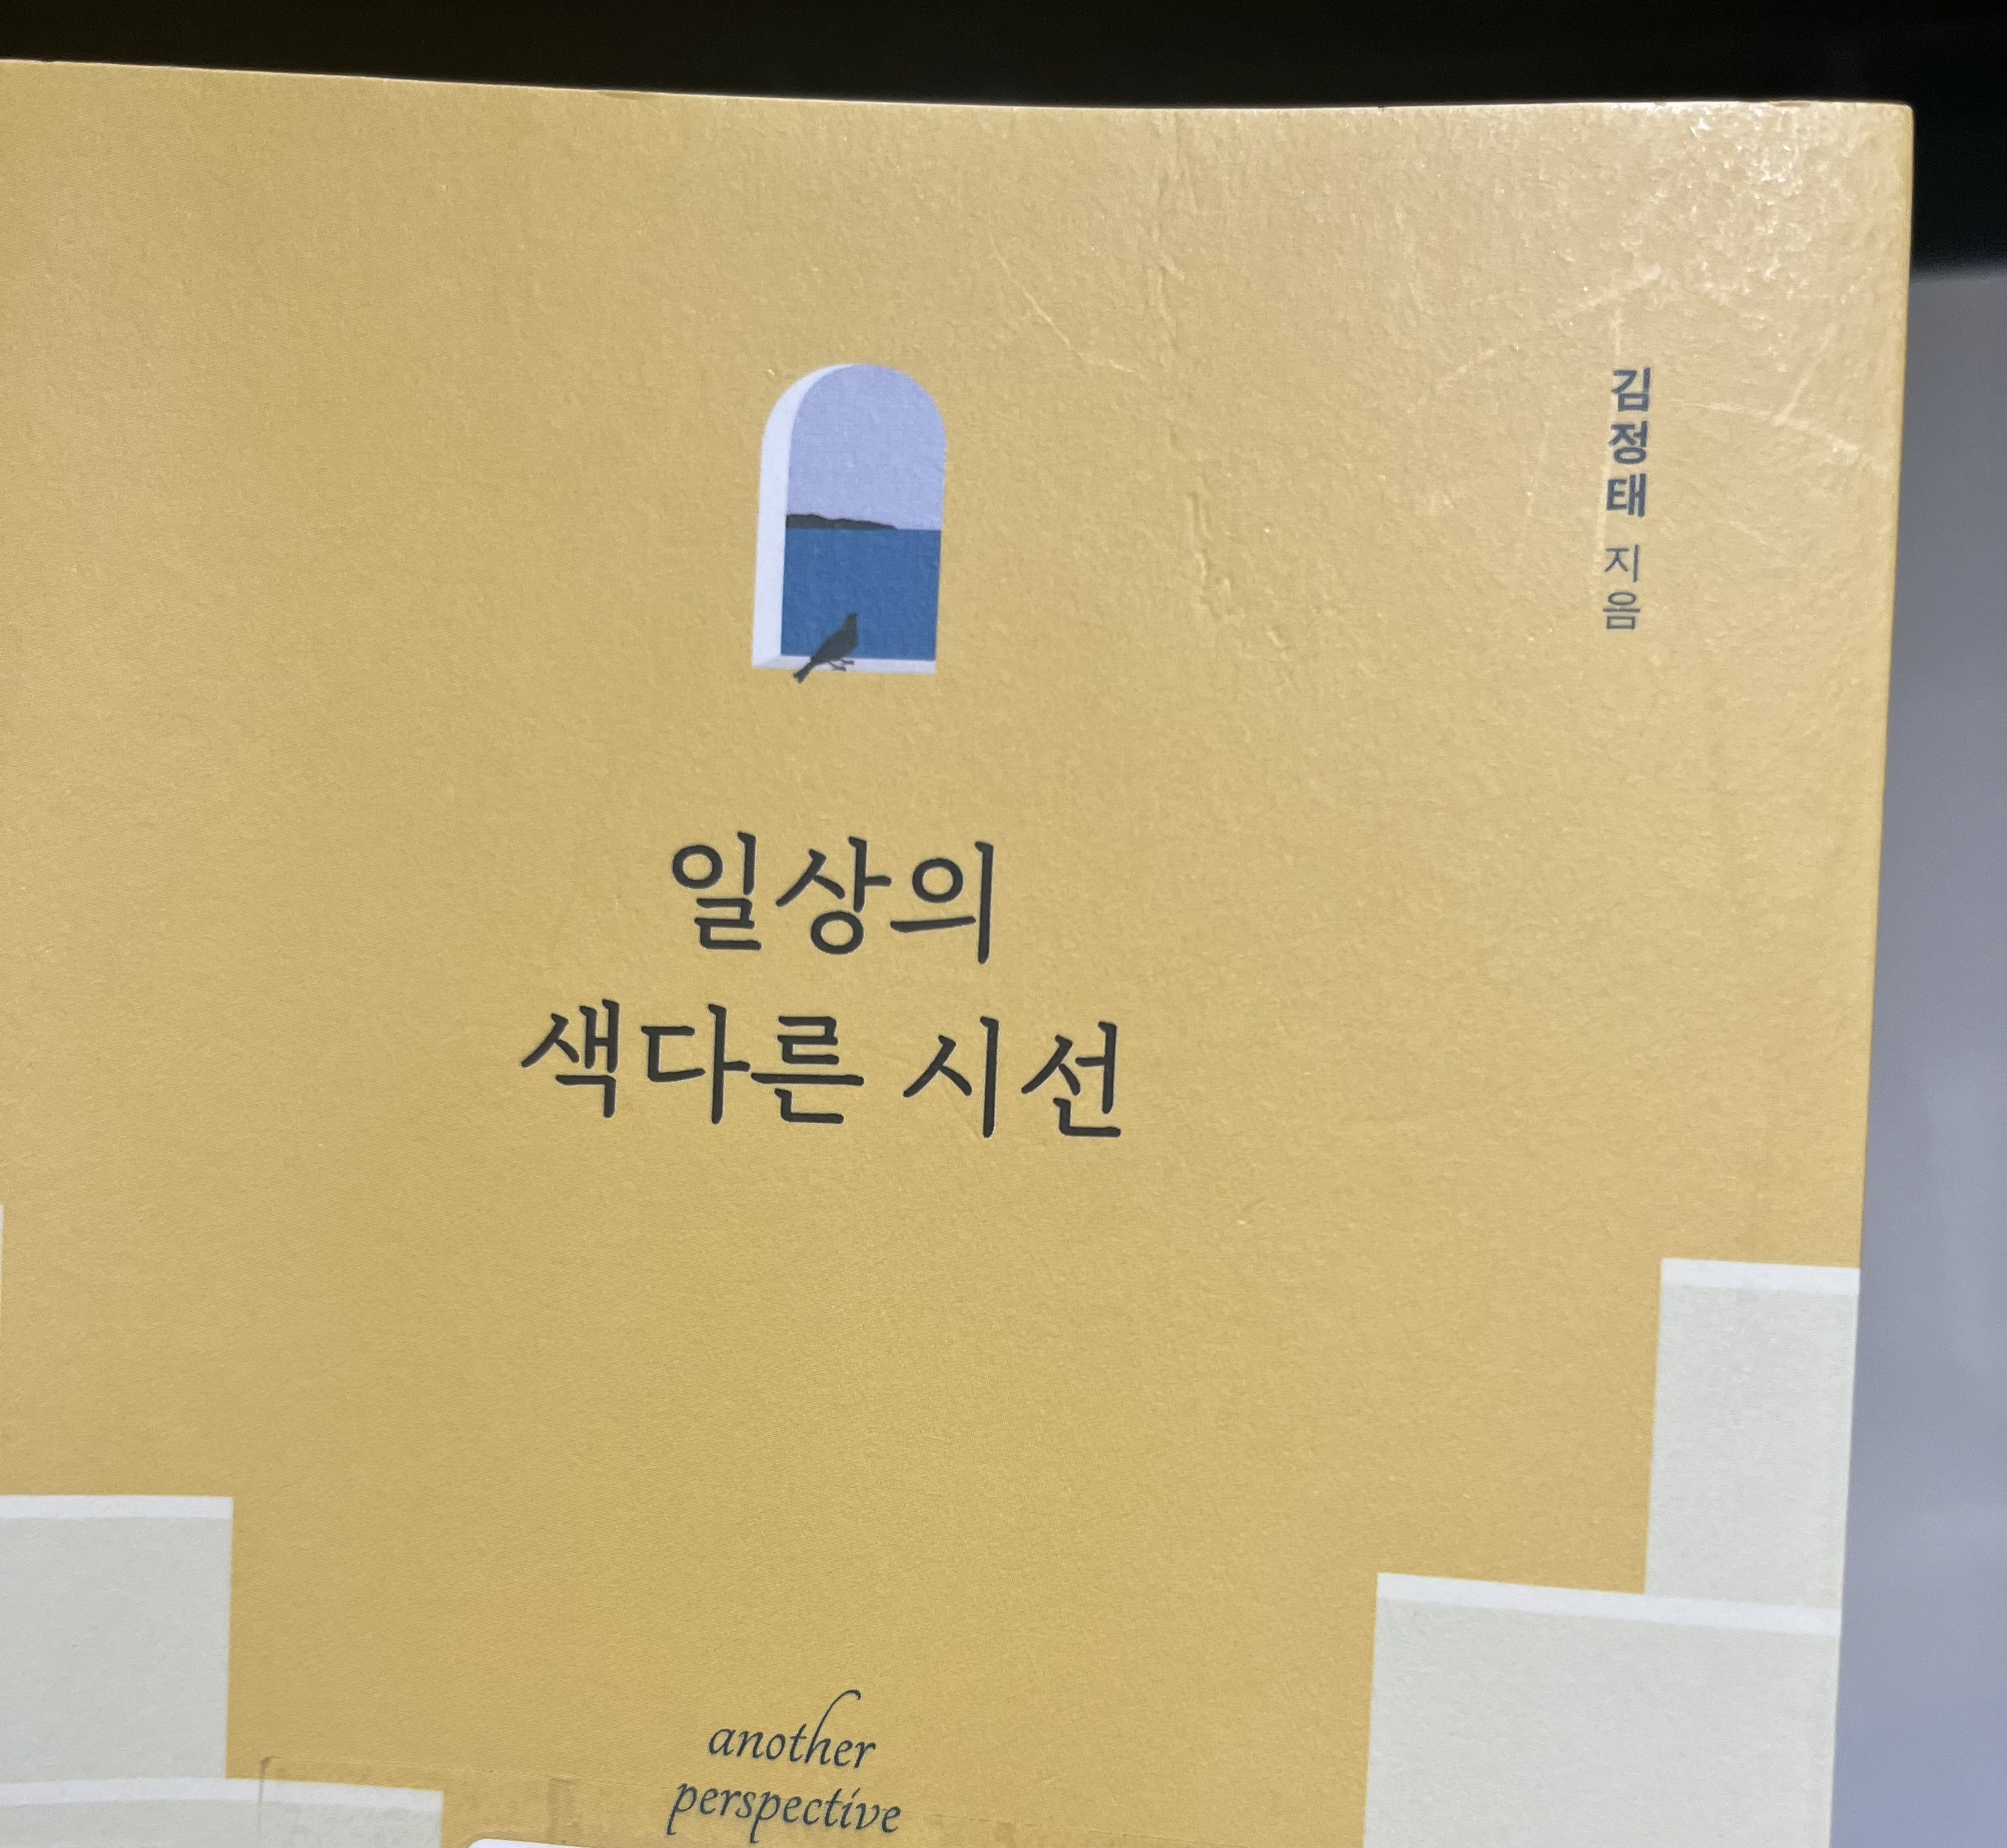 김정태 지음
일상의
색다른 시선
another
perspective